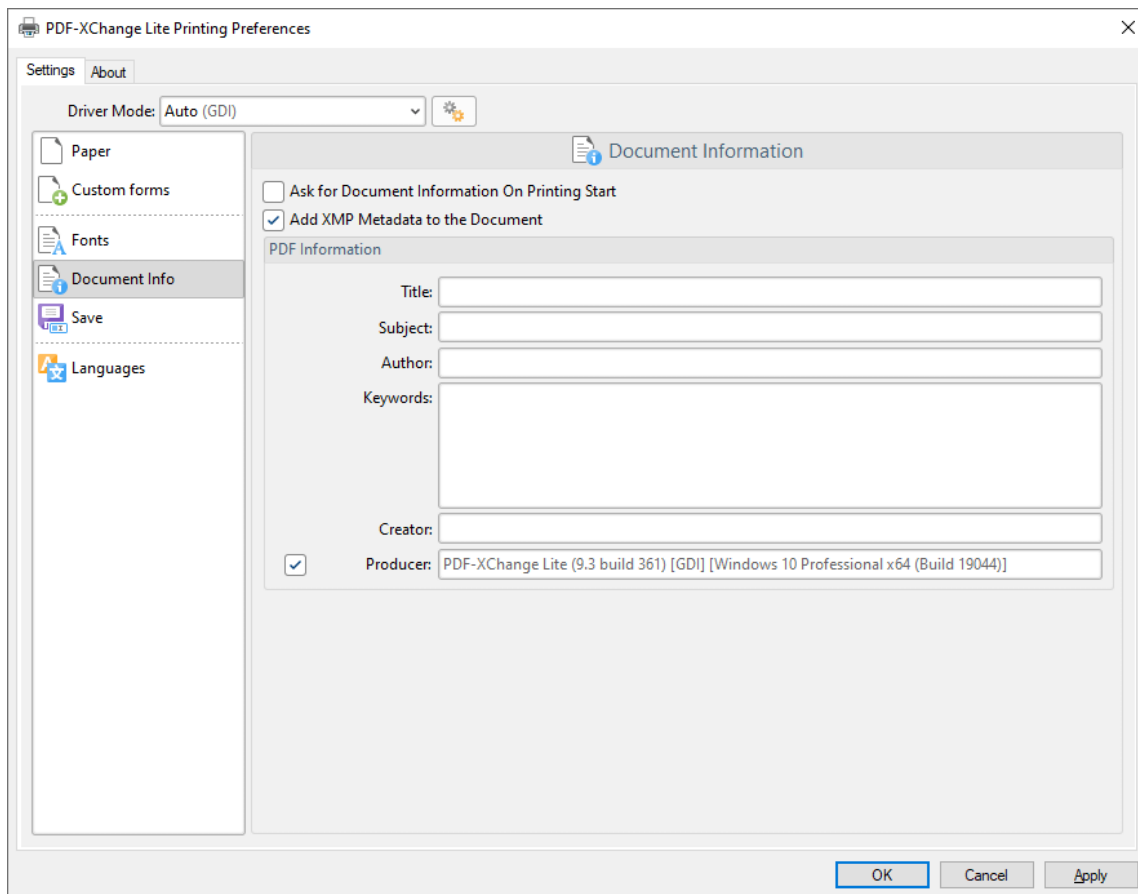 PDF-XChange Lite Printing Preferences
Settings
About
Driver Mode: Auto (GDI)
Paper
Custom forms
Fonts
Document Info
Save
Languages
Document Information
Ask for Document Information On Printing Start
Add XMP Metadata to the Document
PDF Information
Title:
Subject:
Author:
Keywords:
Creator:
Producer: PDF-XChange Lite (9.3 build 361) [GDI] [Windows 10 Professional x64 (Build 19044)]
OK
Cancel
Apply